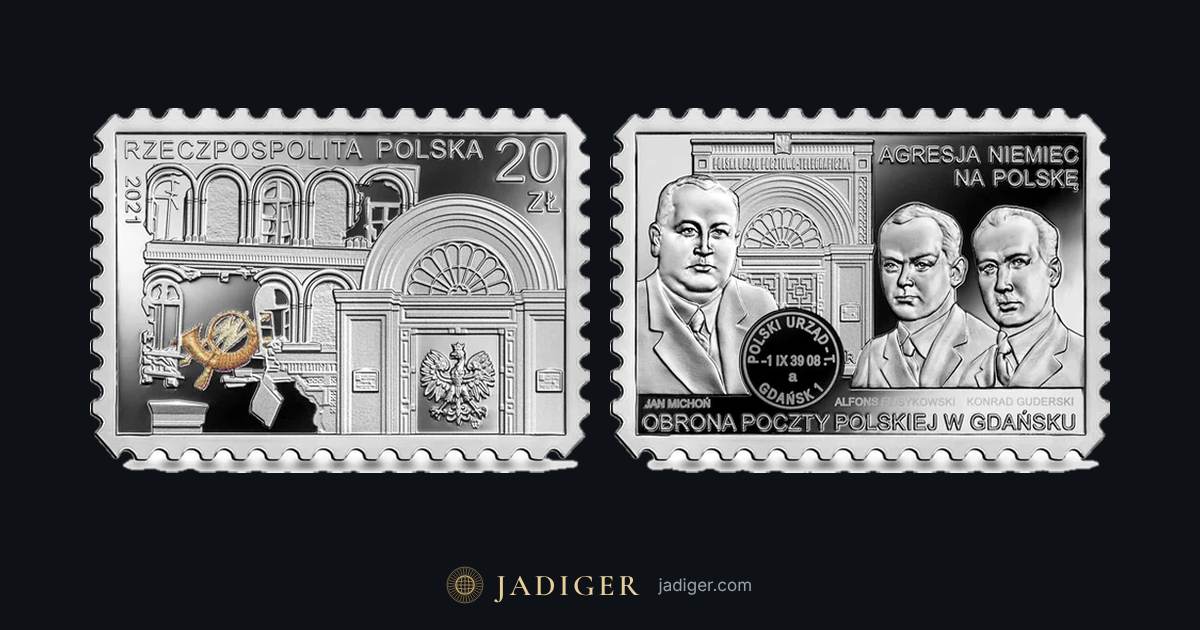 RZECZPOSPOLITA POLSKA
20
ZŁ
2021
POLSKI URZĄD POCZTOWO-TELEGRAFICZNY
AGRESJA NIEMIEC
NA POLSKĘ
POLSKI URZĄD T.
-1 IX 39 08-
a
GDAŃSK 1
JAN MICHOŃ
ALFONS FLISYKOWSKI
KONRAD GUDERSKI
OBRONA POCZTY POLSKIEJ W GDAŃSKU
JADIGER
jadiger.com